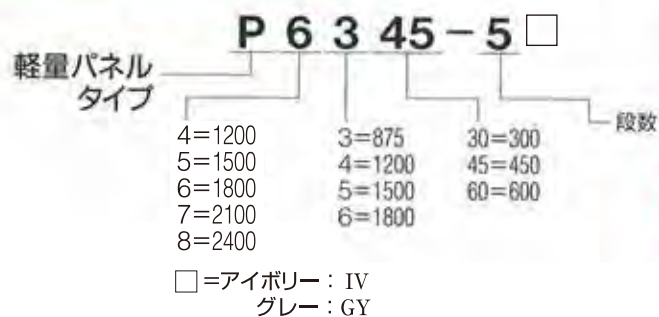 P 6 3 45-5□
軽量パネル
タイプ
段数
4=1200
5=1500
6=1800
7=2100
8=2400
3=875
4=1200
5=1500
6=1800
30=300
45=450
60=600
□=アイボリー：IV
グレー：GY